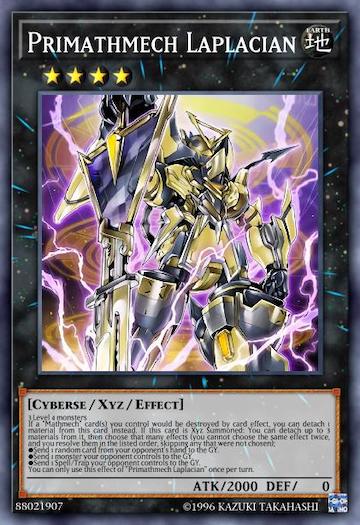 PRIMATHMECH LAPLACIAN
EARTH
地
[CYBERSE/XYZ/EFFECT]
3 Level 4 monsters
If a "Mathmech" card(s) you control would be destroyed by card effect, you can detach 1
material from this card instead. If this card is Xyz Summoned: You can detach up to 3
materials from it, then choose that many effects (you cannot choose the same effect twice,
and you resolve them in the listed order, skipping any that were not chosen);
●Send 1 random card from your opponent's hand to the GY.
●Send 1 monster your opponent controls to the GY.
●Send 1 Spell/Trap your opponent controls to the GY.
You can only use this effect of "Primathmech Laplacian" once per turn.
ATK/2000 DEF/ 0
88021907
©1996 KAZUKI TAKAHASHI